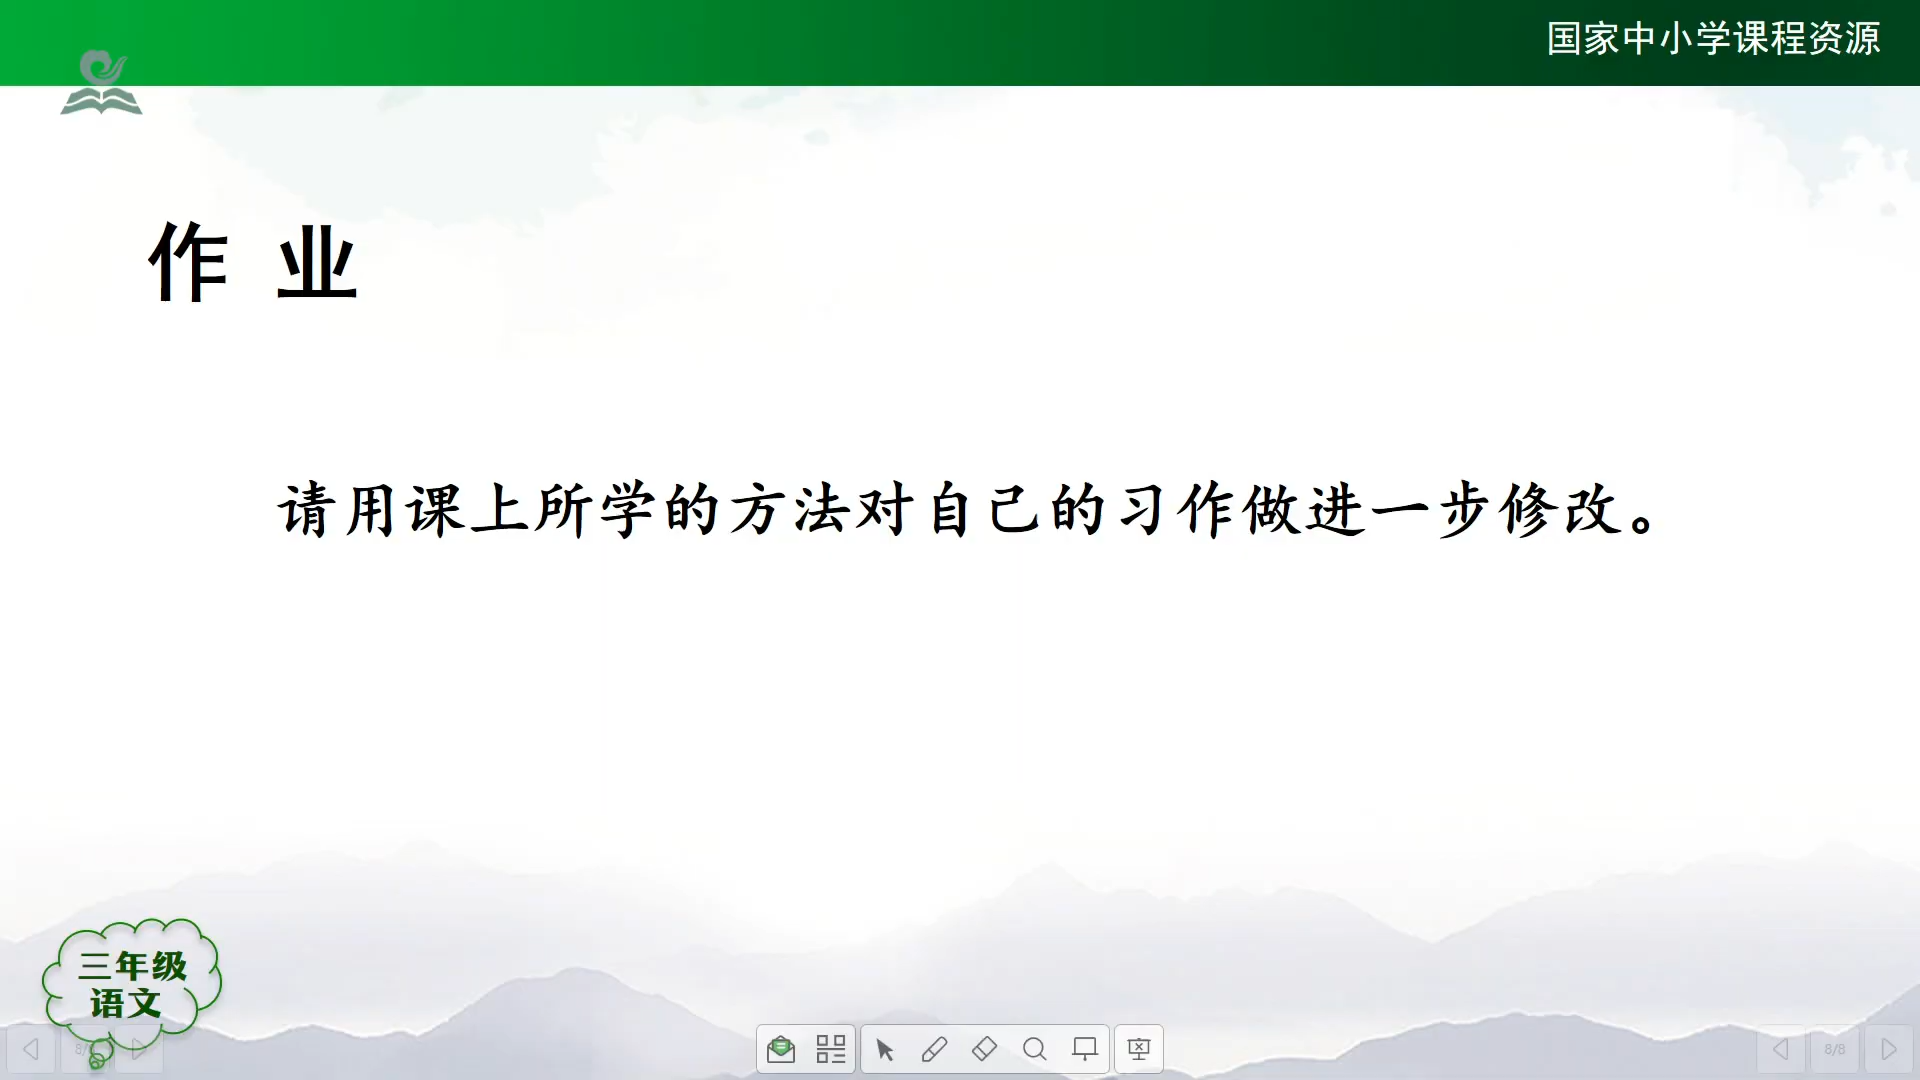 国家中小学课程资源
作 业
请用课上所学的方法对自己的习作做进一步修改。
三年级
语文
8/8